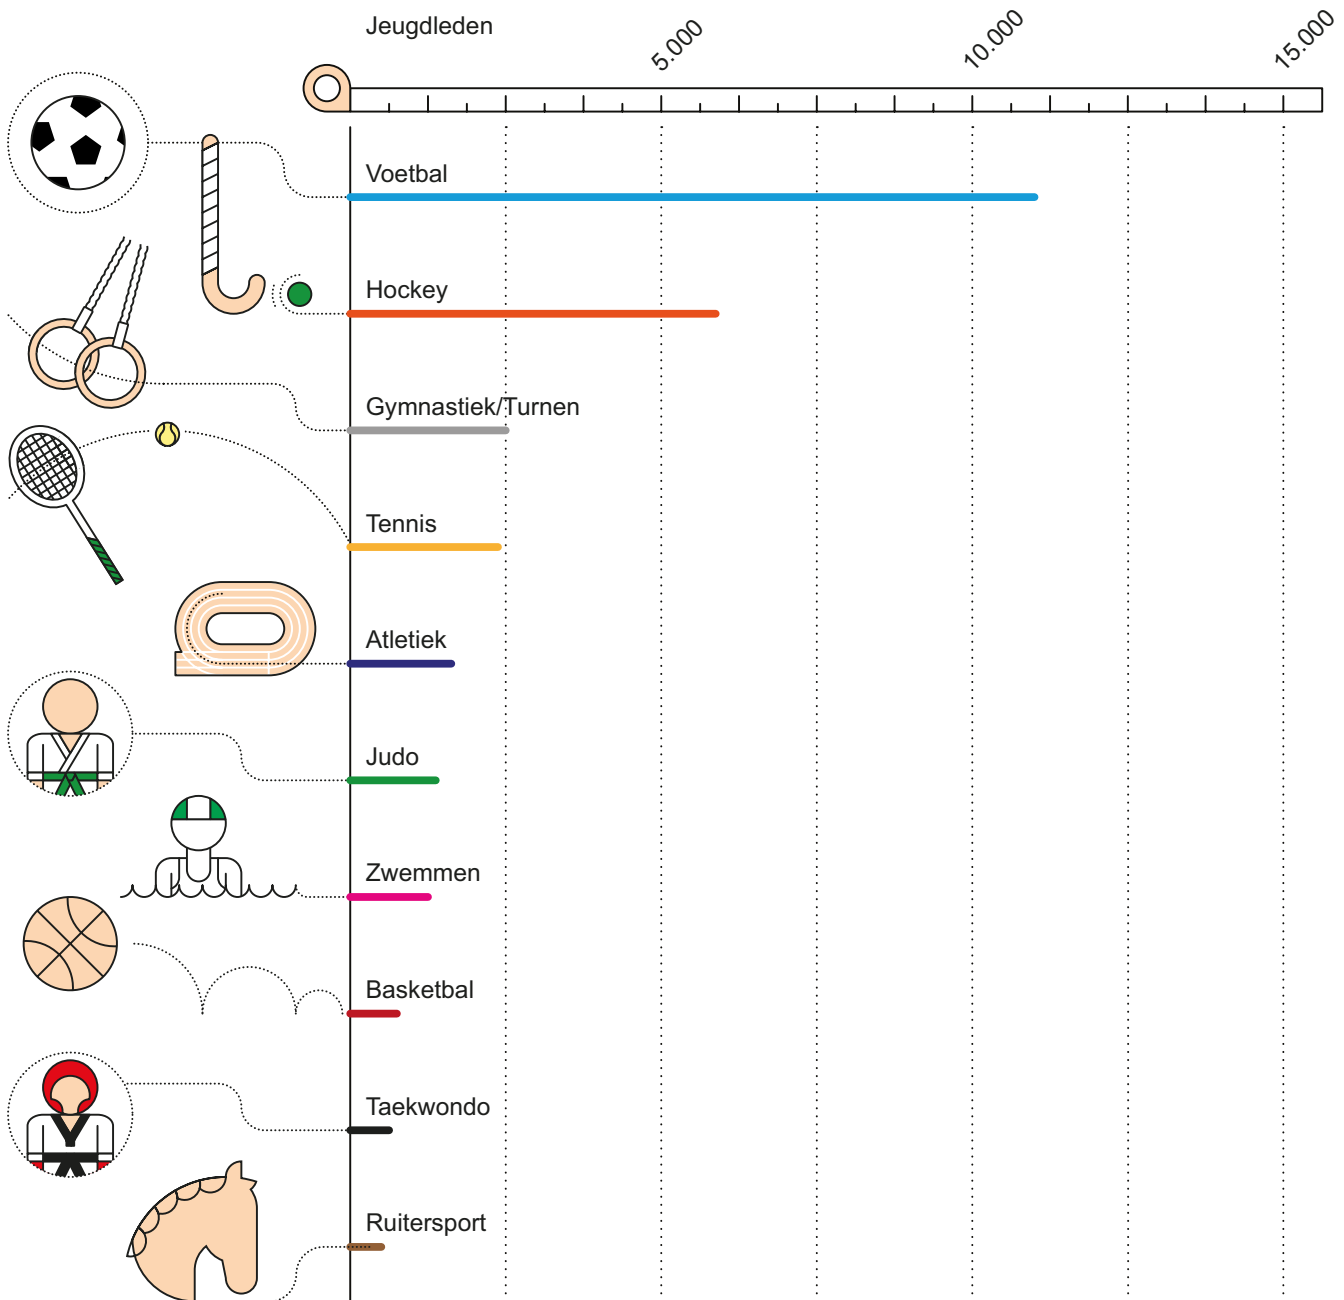 Jeugdleden
5.000
10.000
15.000
Voetbal
Hockey
Gymnastiek/Turnen
Tennis
Atletiek
Judo
Zwemmen
Basketbal
Taekwondo
Ruitersport